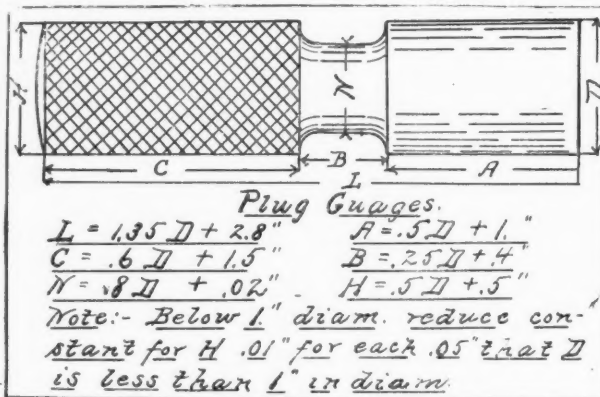 H
N
D
C
B
A
L
Plug Guages.
L = 1.35 D + 2.8"
A = .5 D + 1."
C = .6 D + 1.5"
B = .25 D + .4"
N = .8 D + .02"
H = .5 D + .5"
Note:- Below 1" diam. reduce con-
stant for H .01" for each .05" that D
is less than 1" in diam.